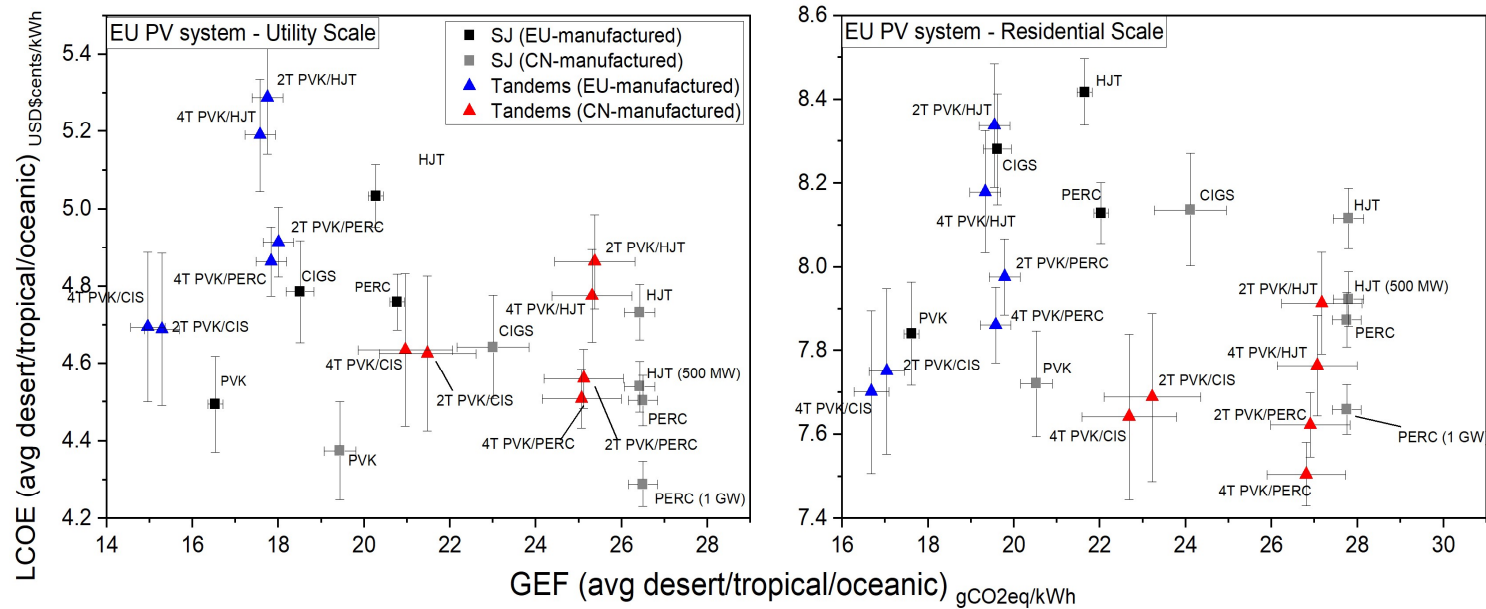 EU PV system - Utility Scale
SJ (EU-manufactured)
SJ (CN-manufactured)
Tandems (EU-manufactured)
Tandems (CN-manufactured)
2T PVK/HJT
4T PVK/HJT
HJT
2T PVK/PERC
4T PVK/PERC
CIGS
PERC
4T PVK/CIS
2T PVK/CIS
PVK
2T PVK/HJT
4T PVK/HJT
HJT
CIGS
4T PVK/CIS
2T PVK/CIS
HJT (500 MW)
PERC
4T PVK/PERC
2T PVK/PERC
PVK
PERC (1 GW)
5.4
5.2
5.0
4.8
4.6
4.4
4.2
14 16 18 20 22 24 26 28
LCOE (avg desert/tropical/oceanic) USD$cents/kWh
EU PV system - Residential Scale
HJT
2T PVK/HJT
CIGS
PERC
CIGS
HJT
4T PVK/HJT
2T PVK/PERC
2T PVK/HJT
HJT (500 MW)
PERC
4T PVK/PERC
PVK
4T PVK/HJT
2T PVK/CIS
PVK
2T PVK/CIS
4T PVK/CIS
4T PVK/CIS
2T PVK/PERC
PERC (1 GW)
4T PVK/PERC
8.6
8.4
8.2
8.0
7.8
7.6
7.4
16 18 20 22 24 26 28 30
GEF (avg desert/tropical/oceanic) gCO2eq/kWh